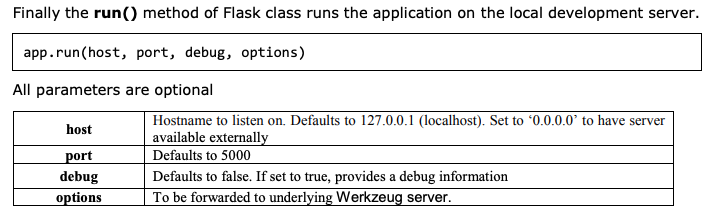 Finally the run() method of Flask class runs the application on the local development server.
app.run(host, port, debug, options)
All parameters are optional
host
Hostname to listen on. Defaults to 127.0.0.1 (localhost). Set to ‘0.0.0.0’ to have server
available externally
port
Defaults to 5000
debug
Defaults to false. If set to true, provides a debug information
options
To be forwarded to underlying Werkzeug server.